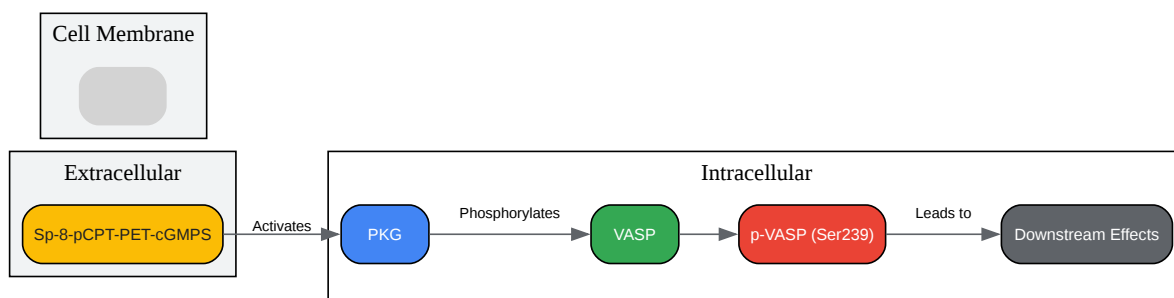 Cell Membrane
Extracellular
Intracellular
Sp-8-pCPT-PET-cGMPS
Activates
PKG
Phosphorylates
VASP
p-VASP (Ser239)
Leads to
Downstream Effects